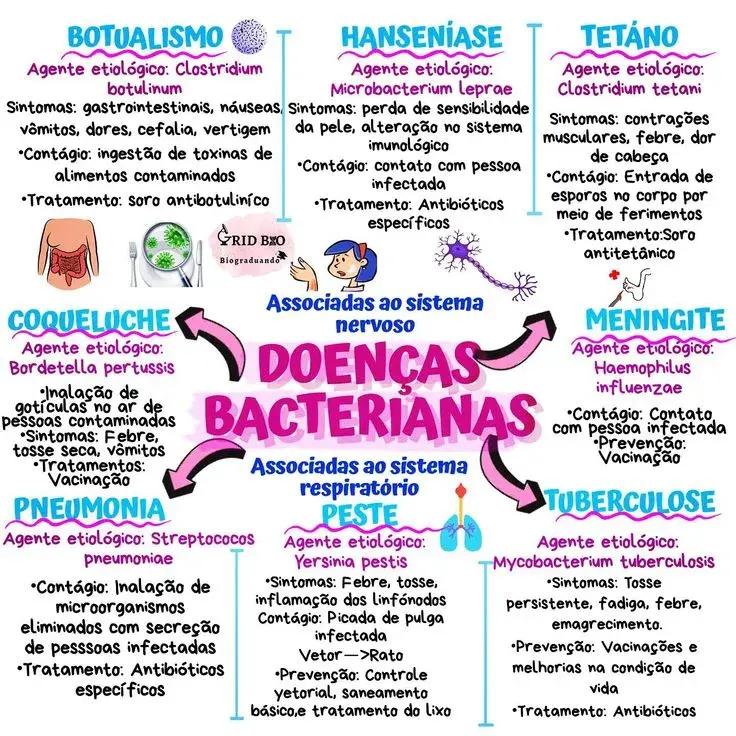 BOTUALISMO
Agente etiológico: Clostridium
botulinum
Sintomas: gastrointestinais, náuseas,
vômitos, dores, cefalia, vertigem
•Contágio: ingestão de toxinas de
alimentos contaminados
•Tratamento: soro antibotuliníco
HANSENÍASE
Agente etiológico:
Microbacterium leprae
Sintomas: perda de sensibilidade
da pele, alteração no sistema
imunológico
•Contágio: contato com pessoa
infectada
•Tratamento: Antibióticos
específicos
TETÁNO
Agente etiológico:
Clostridium tetani
Sintomas: contrações
musculares, febre, dor
de cabeça
•Contágio: Entrada de
esporos no corpo por
meio de ferimentos
•Tratamento:Soro
antitetânico
GRID BIO
Biograduando
Associadas ao sistema
nervoso
DOENÇAS
BACTERIANAS
Associadas ao sistema
respiratório
COQUELUCHE
Agente etiológico:
Bordetella pertussis
•Inalação de
gotículas no ar de
pessoas contaminadas
•Sintomas: Febre,
tosse seca, vômitos
•Tratamentos:
Vacinação
MENINGITE
Agente etiológico:
Haemophilus
influenzae
•Contágio: Contato
com pessoa infectada
•Prevenção:
Vacinação
PNEUMONIA
Agente etiológico: Streptococos
pneumoniae
•Contágio: Inalação de
microorganismos
eliminados com secreção
de pesssoas infectadas
•Tratamento: Antibióticos
específicos
PESTE
Agente etiológico:
Yersinia pestis
•Sintomas: Febre, tosse,
inflamação dos linfónodos
Contágio: Picada de pulga
infectada
Vetor—>Rato
•Prevenção: Controle
yetorial, saneamento
básico,e tratamento do lixo
TUBERCULOSE
Agente etiológico:
Mycobacterium tuberculosis
•Sintomas: Tosse
persistente, fadiga, febre,
emagrecimento.
•Prevenção: Vacinações e
melhorias na condição de
vida
•Tratamento: Antibióticos